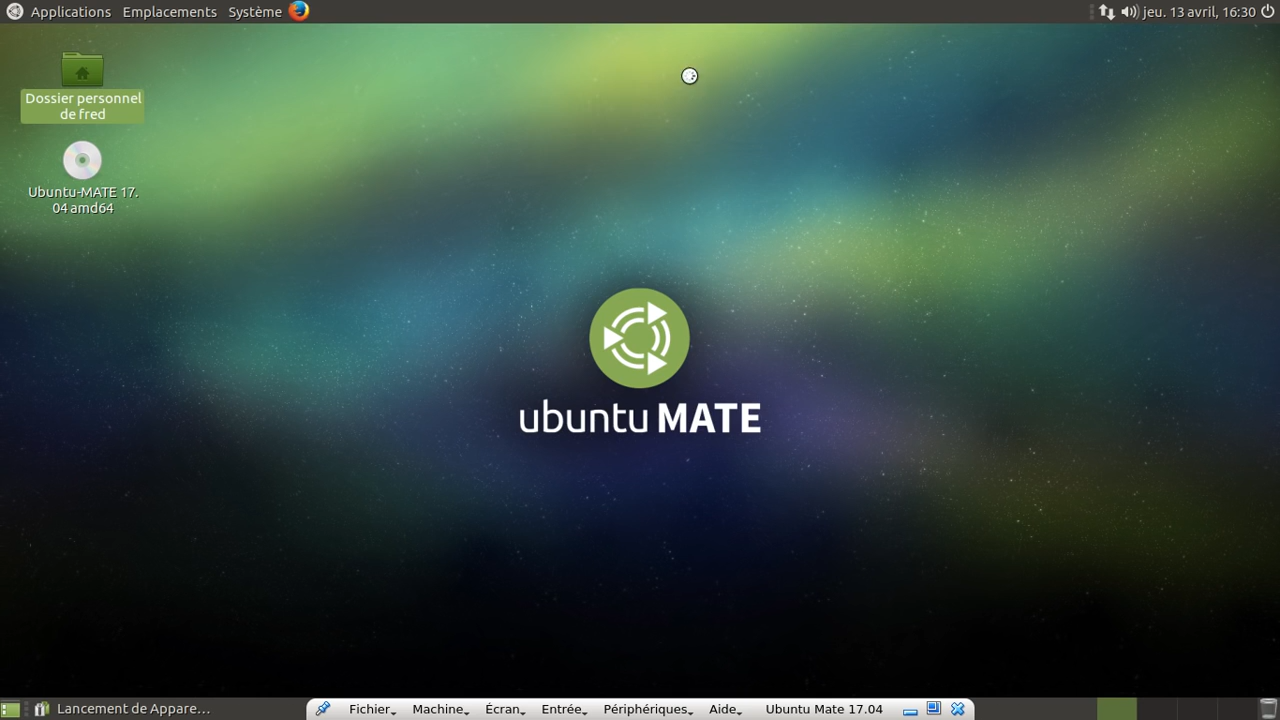 Applications Emplacements Système jeu. 13 avril, 16:30
Dossier personnel
de fred
Ubuntu-MATE 17.
04 amd64
ubuntu MATE
Lancement de Appare… Fichier Machine Écran Entrée Périphériques Aide Ubuntu Mate 17.04